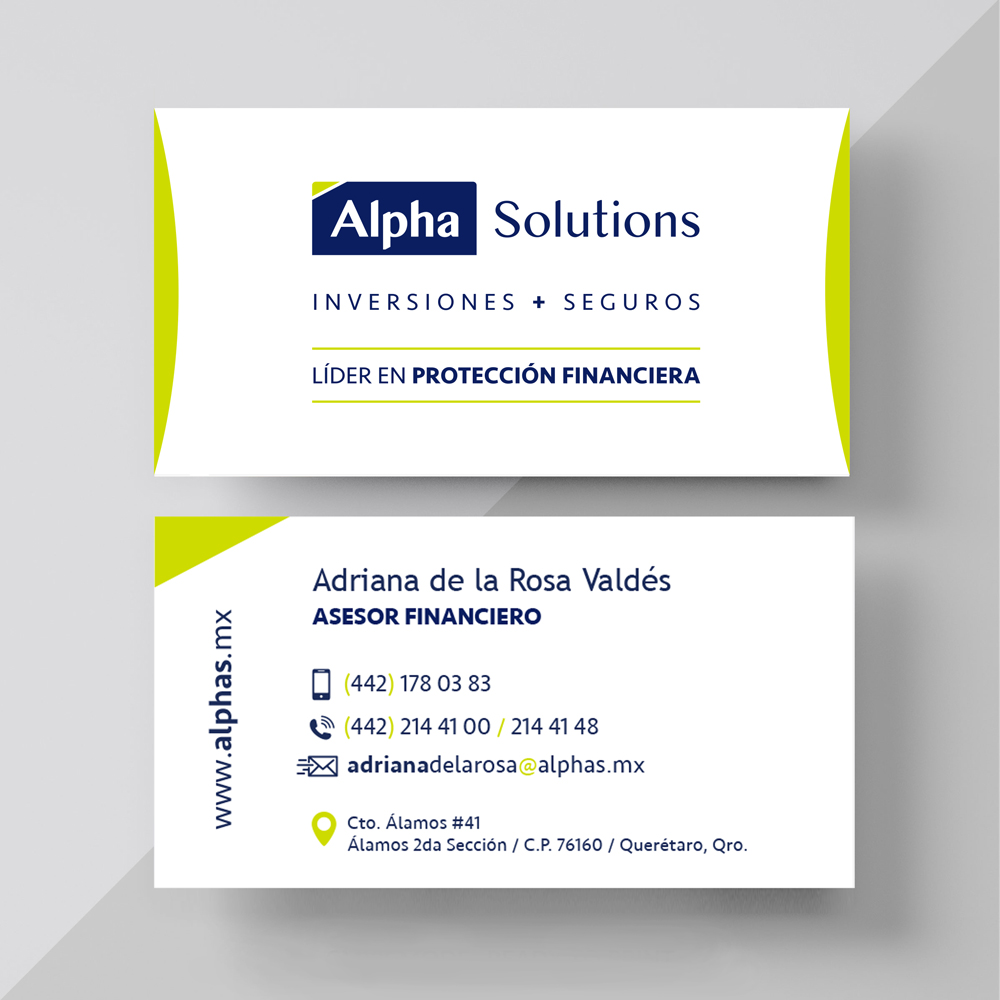 Alpha Solutions
INVERSIONES + SEGUROS
LÍDER EN PROTECCIÓN FINANCIERA
Adriana de la Rosa Valdés
ASESOR FINANCIERO
www.alphas.mx
(442) 178 03 83
(442) 214 41 00 / 214 41 48
adrianadelarosa@alphas.mx
Cto. Álamos #41
Álamos 2da Sección / C.P. 76160 / Querétaro, Qro.